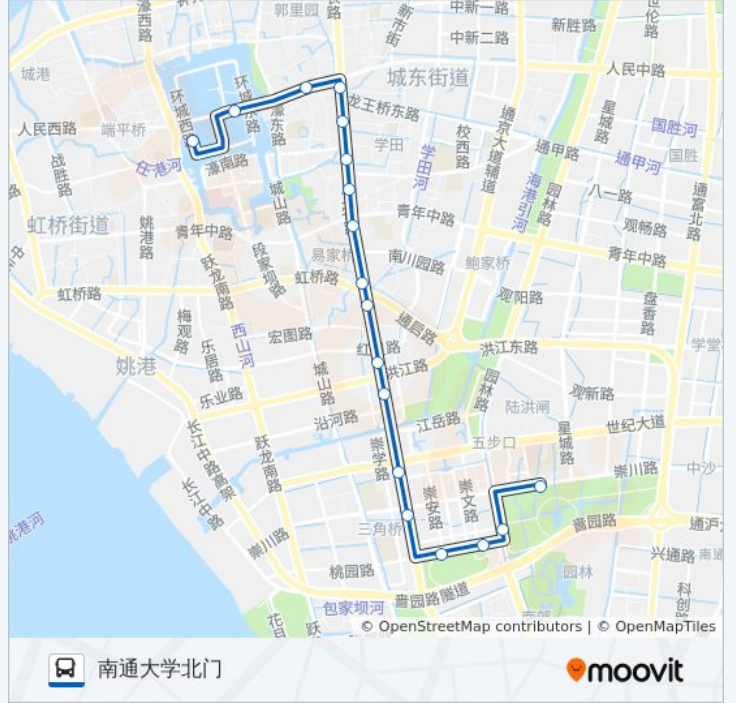 濠西路
郭里园
新市街
中新一路
中新二路
新胜路
世伦路
人民中路
城东街道
城港
环城西
濠东路
龙王桥东路
人民西路
端平桥
学田
校西路
通京大道辅道
通甲路
星城路
国胜河
国胜
通甲河
战胜路
濠南路
学田河
海港引河
园林路
八一路
通富北路
虹桥街道
姚港路
城山路
青年中路
青年中路
观畅路
青年中路
段家坝路
易家桥
南川园路
鲍家桥
跃龙南路
虹桥路
虹桥路
观阳路
盘香路
梅观路
西山河
宏图路
通启路
洪江东路
学堂
姚港
乐居路
城山路
洪江路
园林路
陆洪闸
观新路
乐业路
沿河路
江岳路
五步口
星城路
世纪大道
长江中路高架
跃龙南路
崇学路
崇川路
中沙
长江中路
崇安路
崇文路
三角桥
崇川路
啬园路
通沪大
姚港河
桃园路
园林
兴通路
包家坝河
啬园路隧道
科创路
© OpenStreetMap contributors | © OpenMapTiles
南通大学北门
moovit